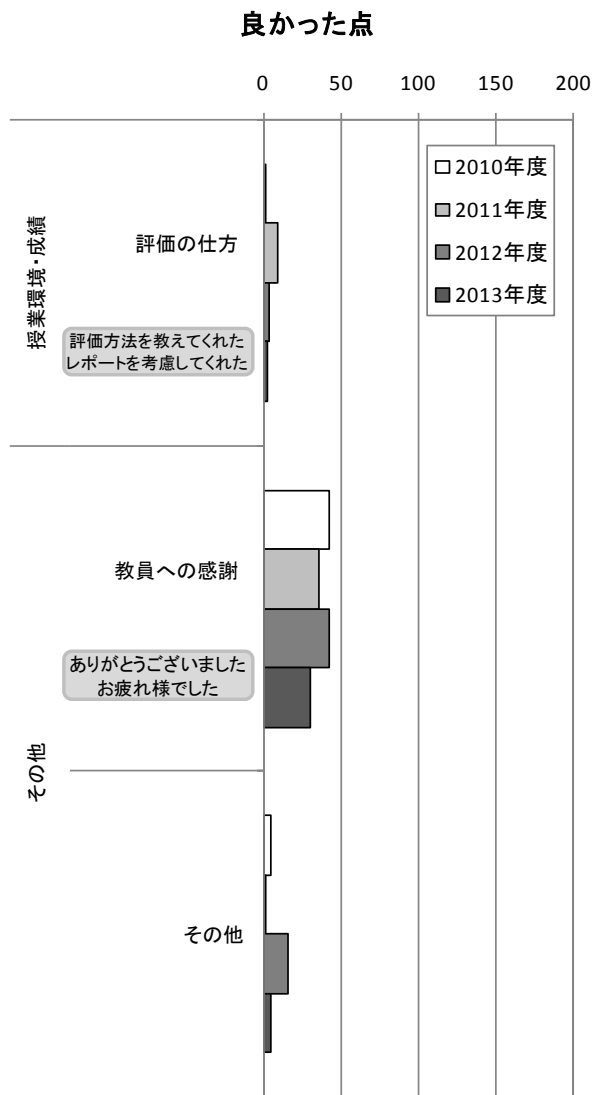 良かった点
0 50 100 150 200
2010年度
2011年度
2012年度
2013年度
授業環境・成績
評価の仕方
評価方法を教えてくれた
レポートを考慮してくれた
その他
教員への感謝
ありがとうございました
お疲れ様でした
その他